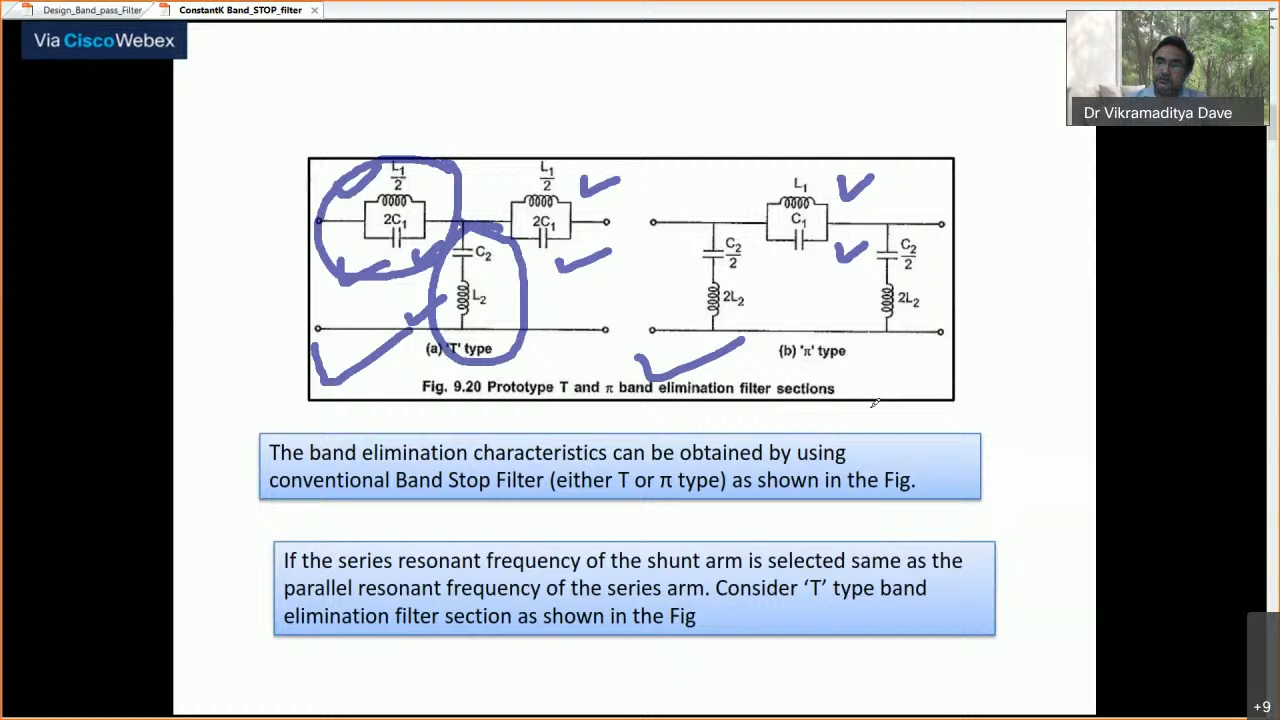 Design_Band_pass_Filter
ConstantK Band_STOP_filter
Via Cisco Webex
Dr Vikramaditya Dave
L₁/2
2C₁
L₁/2
2C₁
C₂
L₂
(a) 'T' type
L₁
C₁
C₂/2
2L₂
C₂/2
2L₂
(b) 'π' type
Fig. 9.20 Prototype T and π band elimination filter sections
The band elimination characteristics can be obtained by using
conventional Band Stop Filter (either T or π type) as shown in the Fig.
If the series resonant frequency of the shunt arm is selected same as the
parallel resonant frequency of the series arm. Consider ‘T’ type band
elimination filter section as shown in the Fig
+9